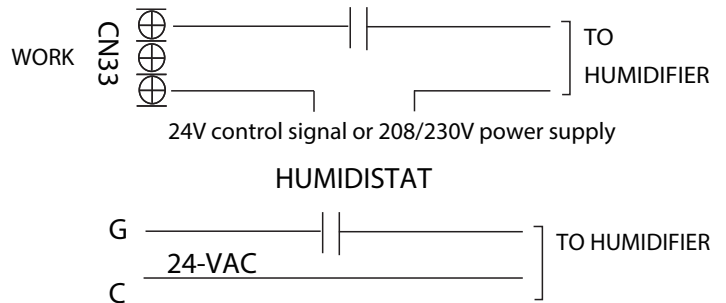 WORK
CN33
TO
HUMIDIFIER
24V control signal or 208/230V power supply
HUMIDISTAT
G
TO HUMIDIFIER
24-VAC
C